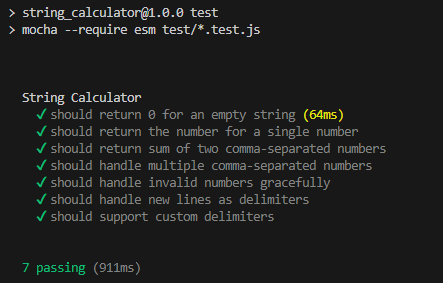 > string_calculator@1.0.0 test
> mocha --require esm test/*.test.js
String Calculator
✓ should return 0 for an empty string (64ms)
✓ should return the number for a single number
✓ should return sum of two comma-separated numbers
✓ should handle multiple comma-separated numbers
✓ should handle invalid numbers gracefully
✓ should handle new lines as delimiters
✓ should support custom delimiters
7 passing (911ms)